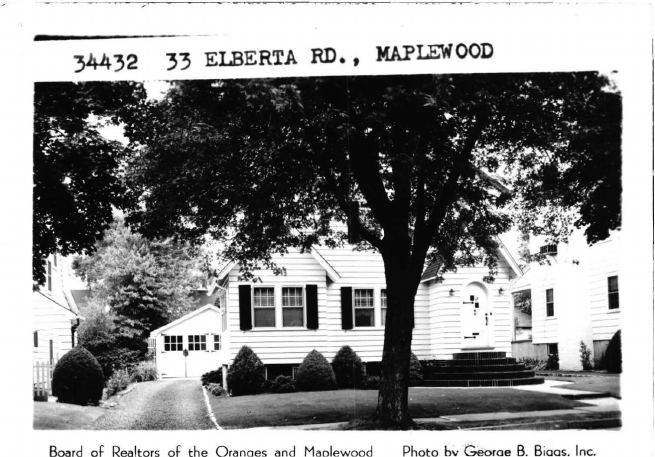 34432 33 ELBERTA RD., MAPLEWOOD
Board of Realtors of the Oranges and Maplewood Photo by George B. Biggs, Inc.